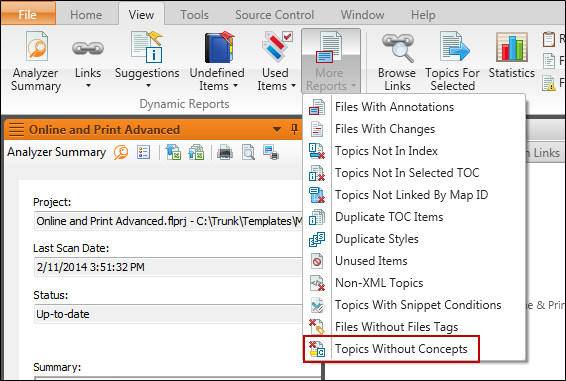 File Home View Tools Source Control Window Help
Analyzer Summary
Links
Suggestions
Undefined Items
Used Items
More Reports
Browse Links
Topics For Selected
Statistics
Dynamic Reports
Online and Print Advanced
Analyzer Summary
Links
Project:
Online and Print Advanced.flprj - C:\Trunk\Templates\M
Last Scan Date:
2/11/2014 3:51:32 PM
Status:
Up-to-date
Summary:
Files With Annotations
Files With Changes
Topics Not In Index
Topics Not In Selected TOC
Topics Not Linked By Map ID
Duplicate TOC Items
Duplicate Styles
Unused Items
Non-XML Topics
Topics With Snippet Conditions
Files Without Files Tags
Topics Without Concepts
e & Prin